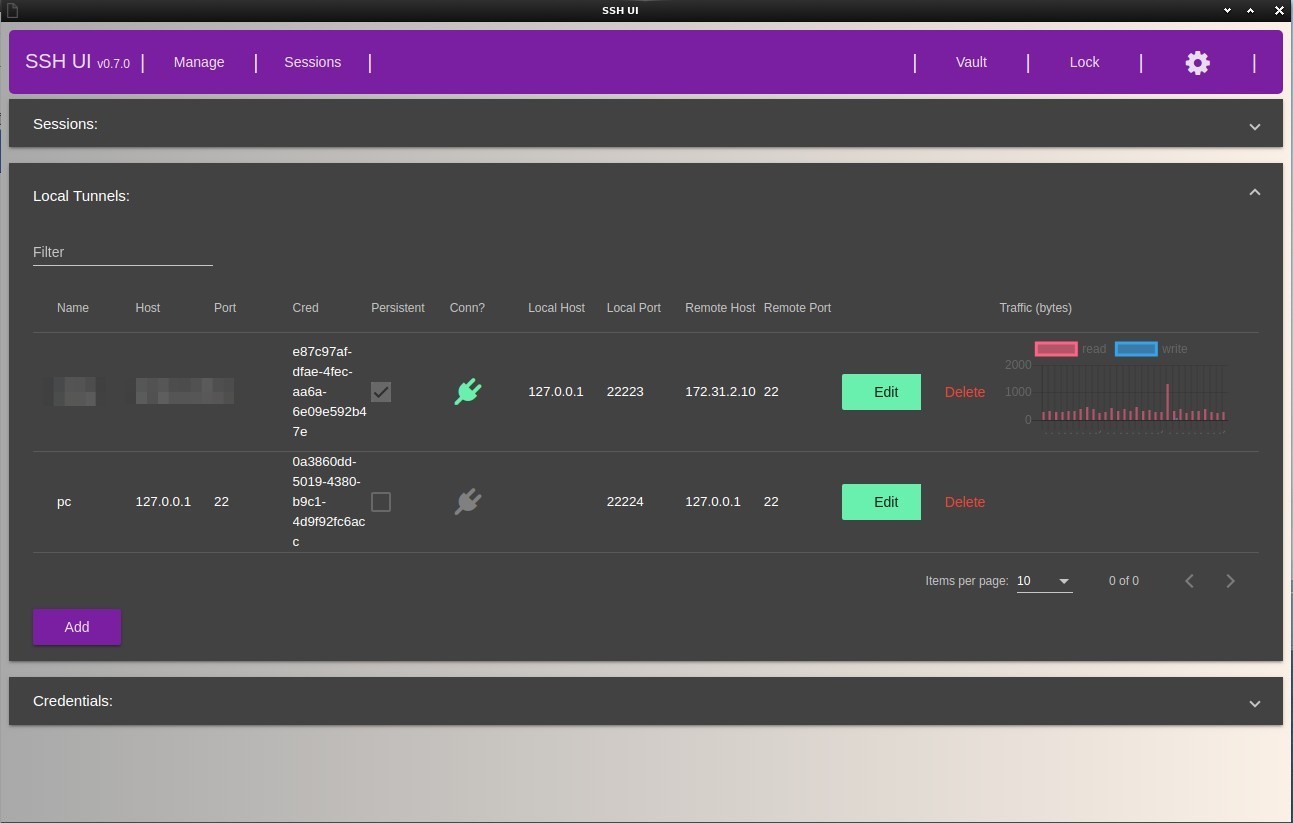 SSH UI
SSH UI v0.7.0 | Manage | Sessions | | Vault | Lock | |
Sessions:
Local Tunnels:
Filter
Name Host Port Cred Persistent Conn? Local Host Local Port Remote Host Remote Port Traffic (bytes)
e87c97af-
dfae-4fec-
aa6a-
6e09e592b4
7e
127.0.0.1 22223 172.31.2.10 22 Edit Delete
read write
2000
1000
0
0a3860dd-
5019-4380-
b9c1-
4d9f92fc6ac
c
pc 127.0.0.1 22 22224 127.0.0.1 22 Edit Delete
Items per page: 10 0 of 0
Add
Credentials: